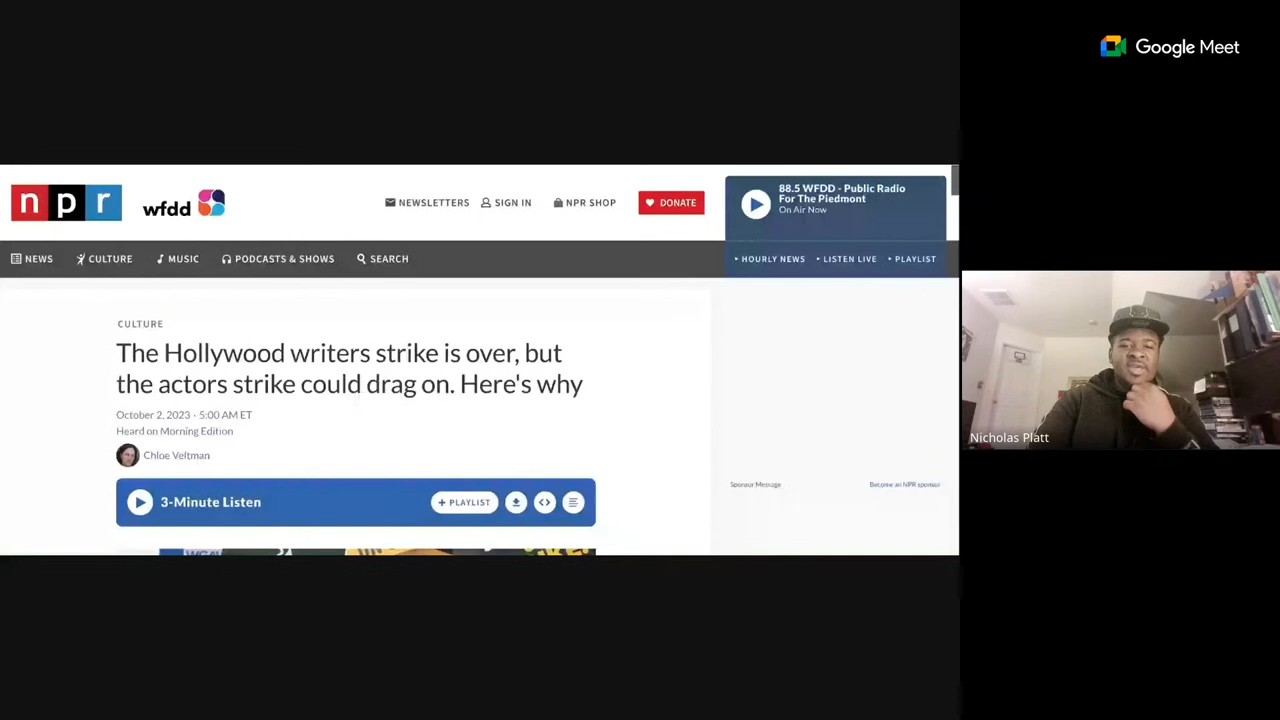 Google Meet
npr wfdd
NEWSLETTERS SIGN IN NPR SHOP DONATE
88.5 WFDD - Public Radio
For The Piedmont
On Air Now
NEWS CULTURE MUSIC PODCASTS & SHOWS SEARCH
HOURLY NEWS LISTEN LIVE PLAYLIST
CULTURE
The Hollywood writers strike is over, but
the actors strike could drag on. Here's why
October 2, 2023 · 5:00 AM ET
Heard on Morning Edition
Chloe Veltman
3-Minute Listen
+ PLAYLIST
Sponsor Message Become an NPR sponsor
Nicholas Platt